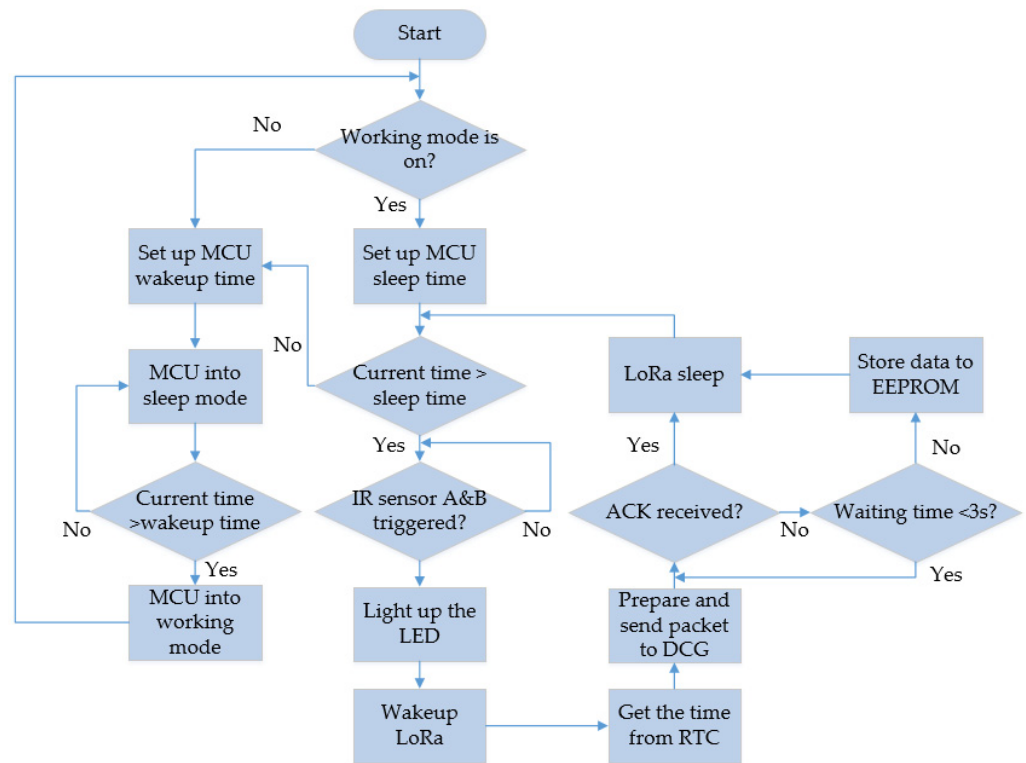 Start
No
Working mode is
on?
Yes
Set up MCU
wakeup time
Set up MCU
sleep time
No
MCU into
sleep mode
Current time >
sleep time
LoRa sleep
Store data to
EEPROM
Yes
Yes
No
Current time
>wakeup time
No
IR sensor A&B
triggered?
No
ACK received?
No
Waiting time <3s?
Yes
Yes
MCU into
working
mode
Light up the
LED
Prepare and
send packet
to DCG
Wakeup
LoRa
Get the time
from RTC